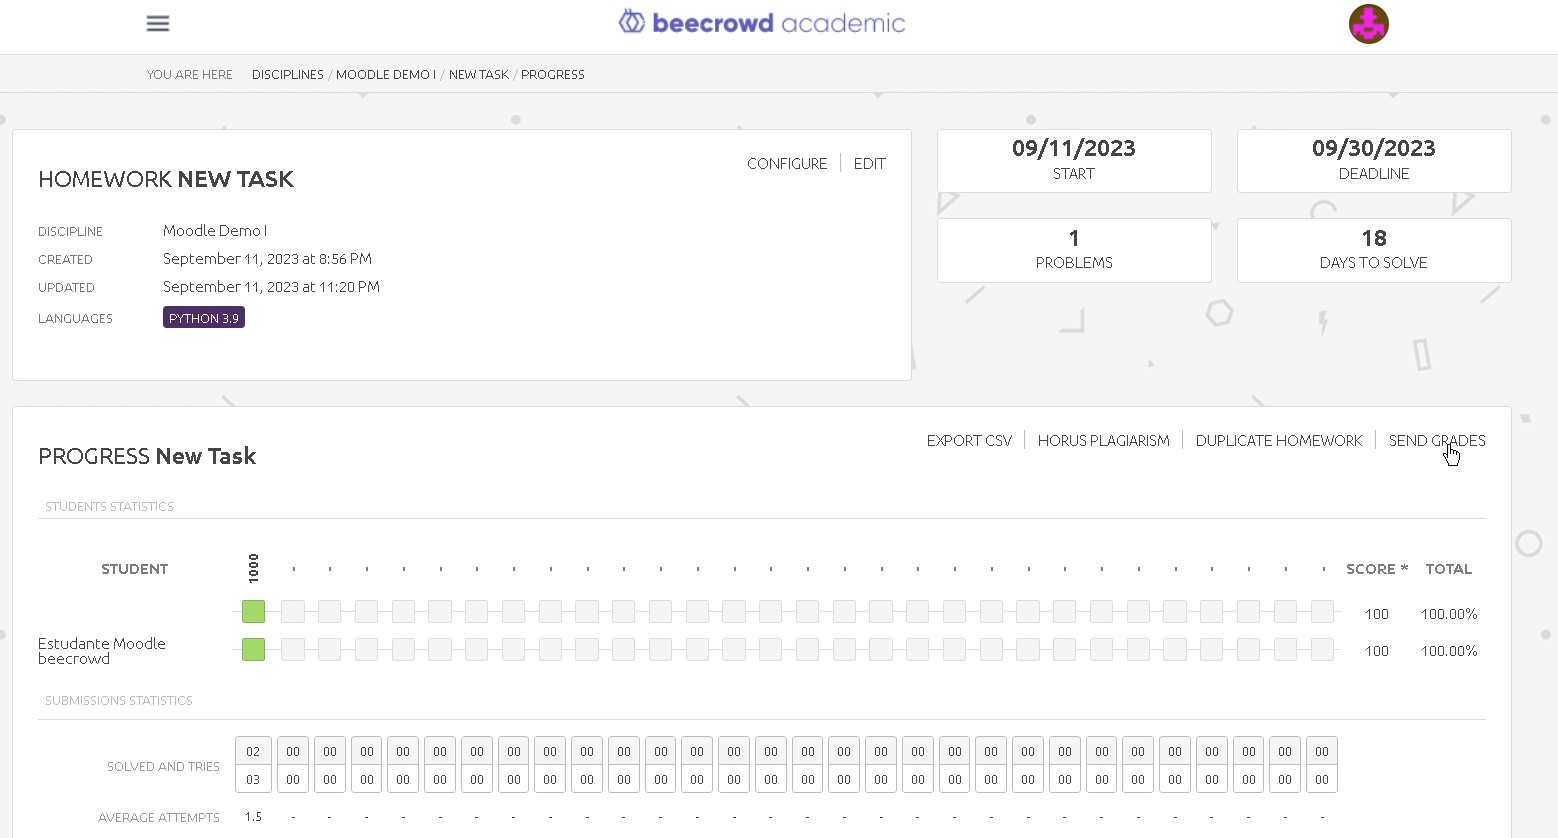 beecrowd academic
YOU ARE HERE DISCIPLINES / MOODLE DEMO I / NEW TASK / PROGRESS
HOMEWORK NEW TASK
CONFIGURE EDIT
DISCIPLINE Moodle Demo I
CREATED September 11, 2023 at 8:56 PM
UPDATED September 11, 2023 at 11:20 PM
LANGUAGES PYTHON 3.9
09/11/2023
START
09/30/2023
DEADLINE
1
PROBLEMS
18
DAYS TO SOLVE
PROGRESS New Task
EXPORT CSV HORUS PLAGIARISM DUPLICATE HOMEWORK SEND GRADES
STUDENTS STATISTICS
STUDENT 1000 - - - - - - - - - - - - - - - - - - - - - - - - - - - - - SCORE * TOTAL
100 100.00%
Estudante Moodle
beecrowd
100 100.00%
SUBMISSIONS STATISTICS
SOLVED AND TRIES
02 00 00 00 00 00 00 00 00 00 00 00 00 00 00 00 00 00 00 00 00 00 00 00 00 00 00 00 00 00
03 00 00 00 00 00 00 00 00 00 00 00 00 00 00 00 00 00 00 00 00 00 00 00 00 00 00 00 00 00
AVERAGE ATTEMPTS 1.5 - - - - - - - - - - - - - - - - - - - - - - - - - - - - -